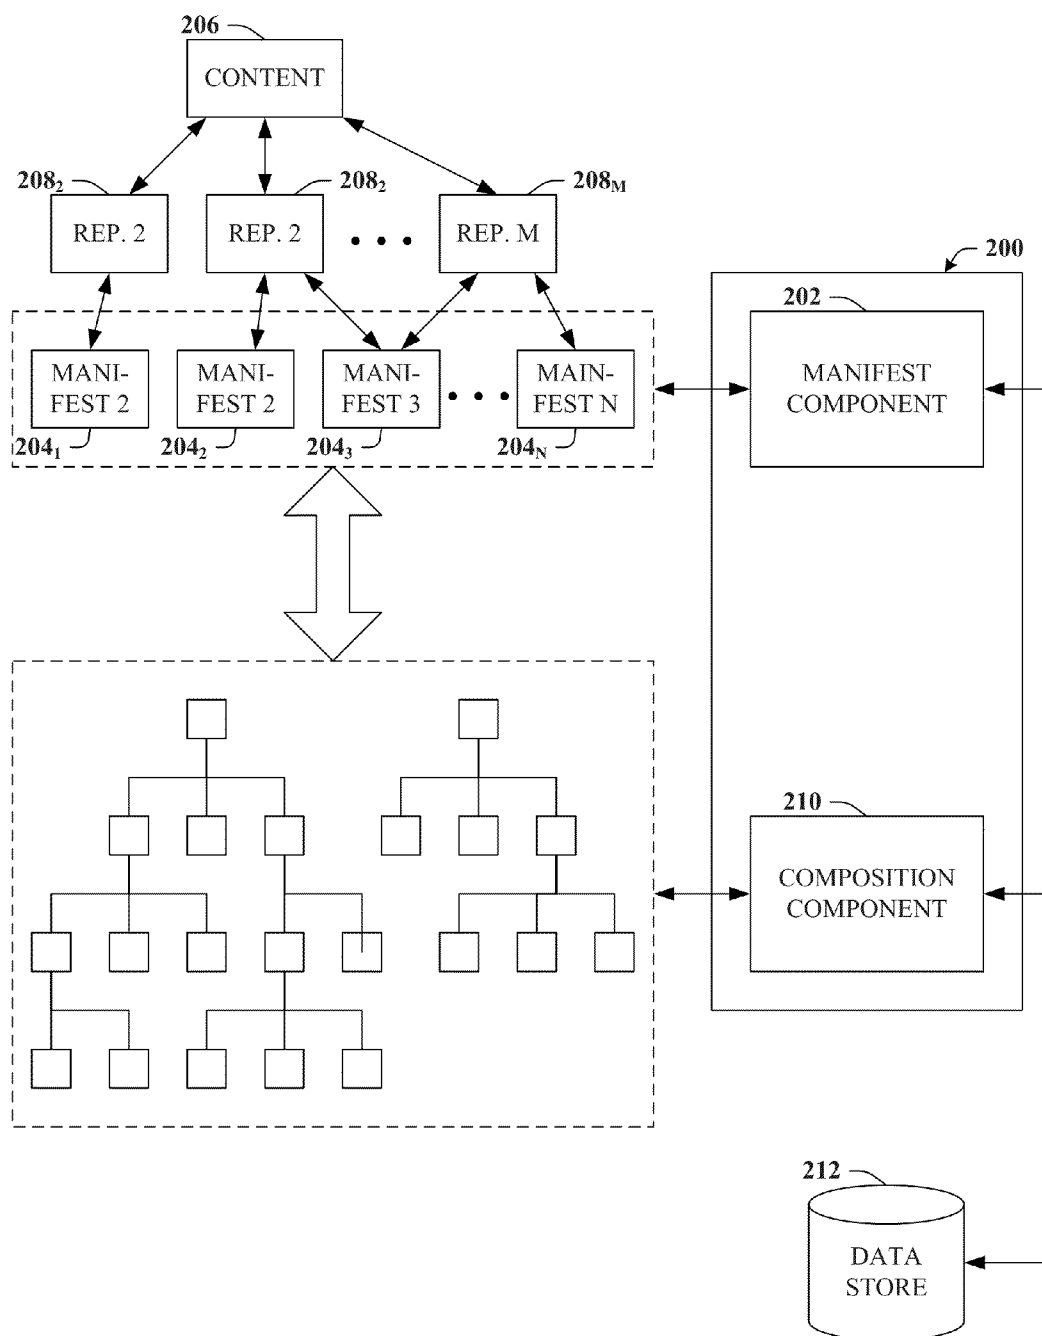 206
CONTENT
208₂
208₂
208M
REP. 2
REP. 2
• • •
REP. M
200
202
MANI-
FEST 2
MANI-
FEST 2
MANI-
FEST 3
• • •
MAIN-
FEST N
MANIFEST
COMPONENT
204₁
204₂
204₃
204N
210
COMPOSITION
COMPONENT
212
DATA
STORE